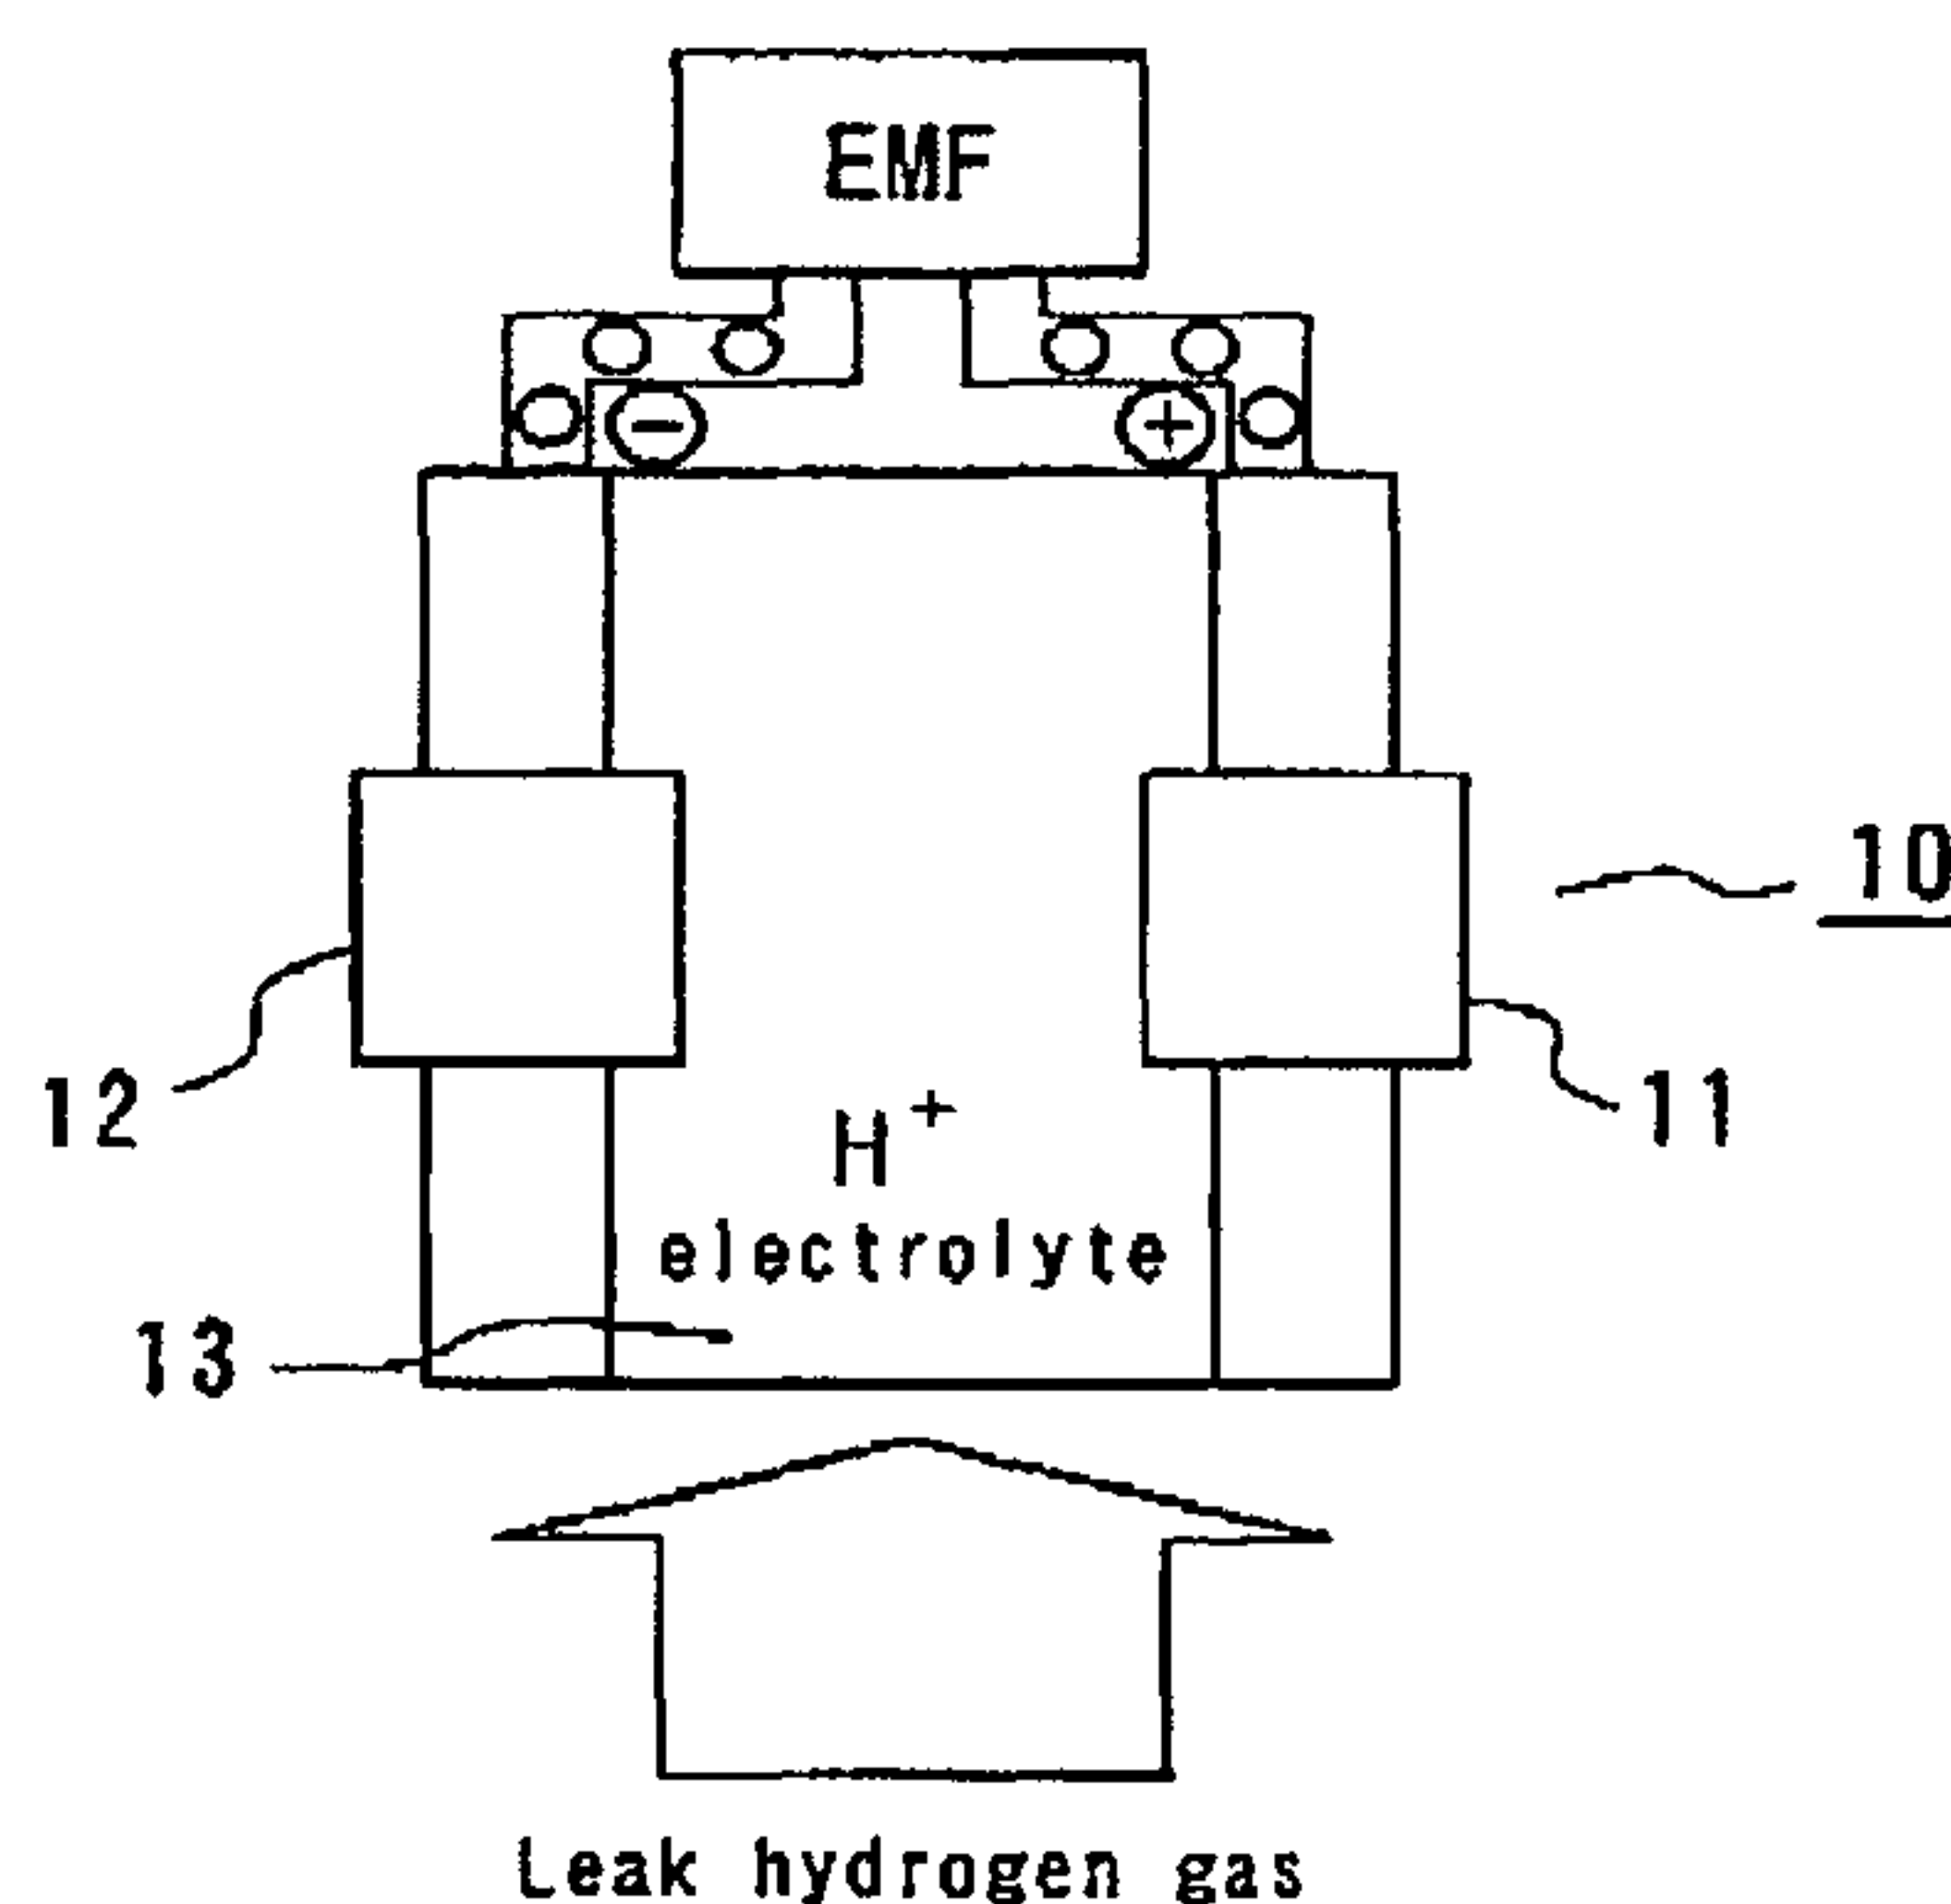 EMF
−
+
10
12
11
H⁺
electrolyte
13
Leak hydrogen gas